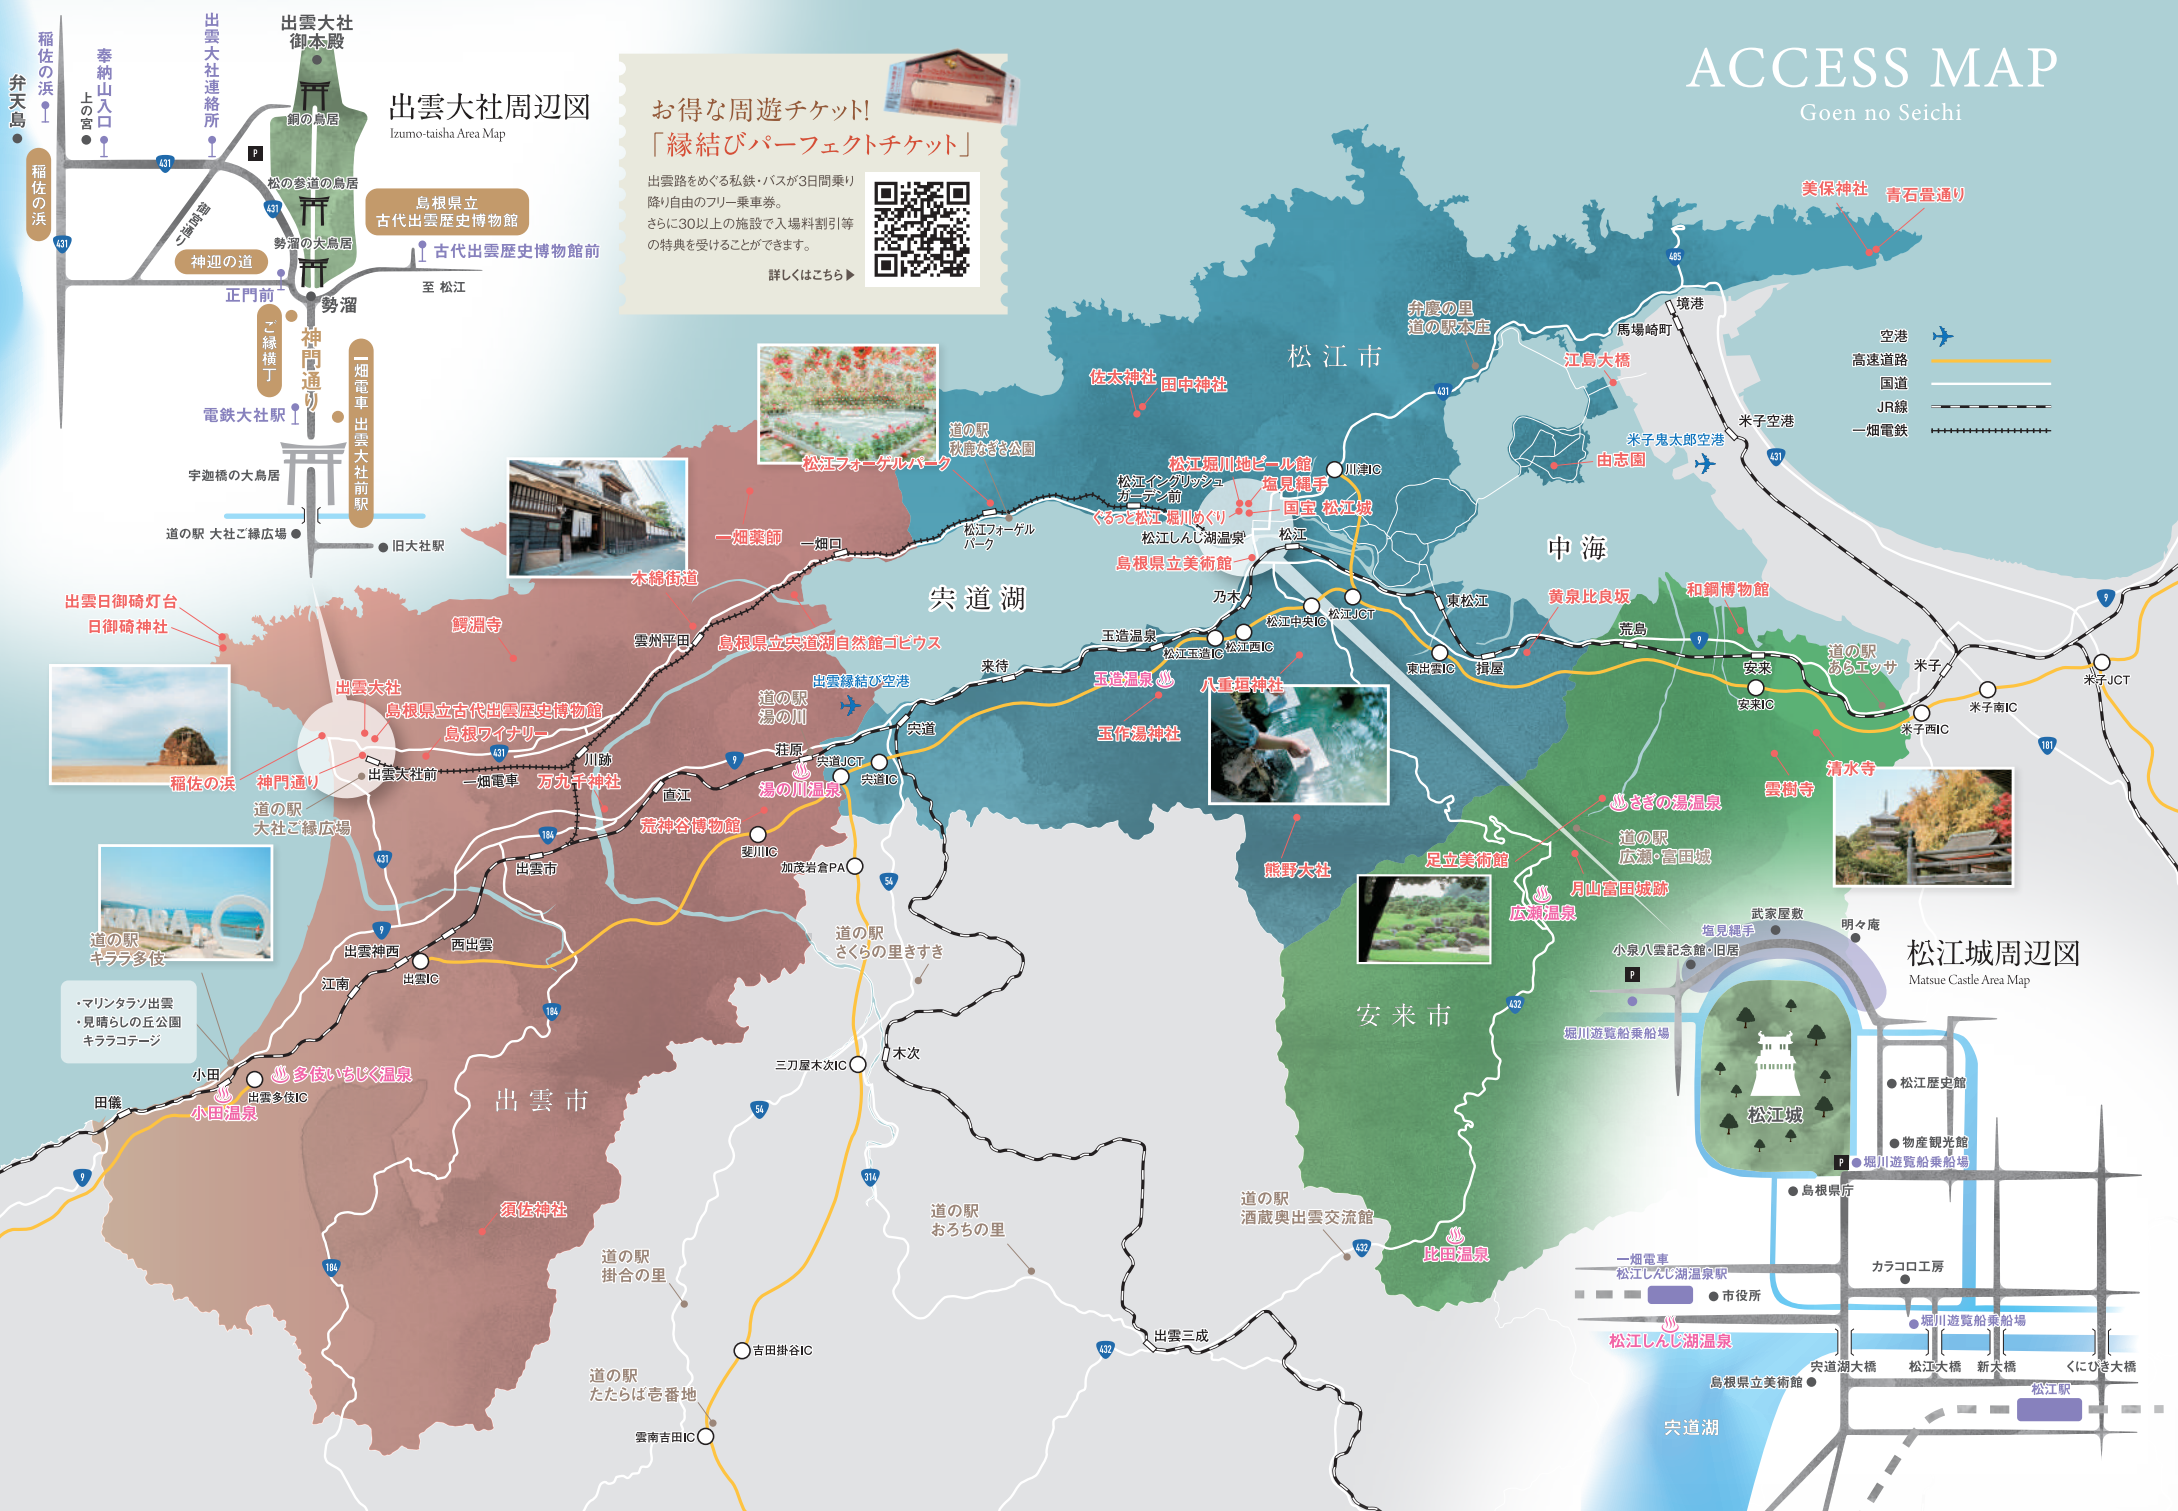 ACCESS MAP
Goen no Seichi
出雲大社周辺図
Izumo-taisha Area Map
出雲大社
御本殿
銅の鳥居
松の参道の鳥居
勢溜の大鳥居
勢溜
出雲大社連絡所
奉納山入口
上の宮
稲佐の浜
弁天島
稲佐の浜
431
431
431
P
御宮通り
神迎の道
正門前
島根県立
古代出雲歴史博物館
古代出雲歴史博物館前
至 松江
ご縁横丁
神門通り
一畑電車 出雲大社前駅
電鉄大社駅
宇迦橋の大鳥居
道の駅 大社ご縁広場
旧大社駅
お得な周遊チケット!
「縁結びパーフェクトチケット」
出雲路をめぐる私鉄・バスが3日間乗り
降り自由のフリー乗車券。
さらに30以上の施設で入場料割引等
の特典を受けることができます。
詳しくはこちら▶
空港
高速道路
国道
JR線
一畑電鉄
美保神社
青石畳通り
485
境港
馬場崎町
弁慶の里
道の駅本庄
江島大橋
松江市
431
佐太神社
田中神社
米子空港
米子鬼太郎空港
431
由志園
道の駅
秋鹿なぎさ公園
松江フォーゲルパーク
松江フォーゲル
パーク
松江堀川地ビール館
川津IC
松江イングリッシュ
ガーデン前
塩見縄手
国宝 松江城
ぐるっと松江 堀川めぐり
松江しんじ湖温泉
松江
島根県立美術館
中海
宍道湖
一畑薬師
一畑口
木綿街道
雲州平田
島根県立宍道湖自然館ゴビウス
出雲日御碕灯台
日御碕神社
鰐淵寺
乃木
松江中央IC
松江JCT
東松江
黄泉比良坂
和鋼博物館
荒島
9
9
玉造温泉
松江玉造IC
松江西IC
東出雲IC
揖屋
安来
安来IC
道の駅
あらエッサ
米子
米子JCT
米子南IC
米子西IC
181
来待
玉造温泉
八重垣神社
玉作湯神社
出雲縁結び空港
道の駅
湯の川
宍道
荘原
宍道JCT
宍道IC
9
湯の川温泉
出雲大社
島根県立古代出雲歴史博物館
島根ワイナリー
稲佐の浜
神門通り
出雲大社前
431
一畑電車
川跡
万九千神社
道の駅
大社ご縁広場
直江
荒神谷博物館
斐川IC
加茂岩倉PA
54
184
出雲市
431
9
出雲神西
西出雲
出雲IC
江南
184
道の駅
キララ多伎
・マリンタラソ出雲
・見晴らしの丘公園
キララコテージ
小田
多伎いちじく温泉
出雲多伎IC
小田温泉
田儀
9
出雲市
184
須佐神社
道の駅
さくらの里きすき
三刀屋木次IC
木次
54
314
道の駅
掛合の里
道の駅
おろちの里
道の駅
たたらば壱番地
吉田掛谷IC
雲南吉田IC
出雲三成
432
道の駅
酒蔵奥出雲交流館
432
比田温泉
熊野大社
清水寺
雲樹寺
さぎの湯温泉
道の駅
広瀬・富田城
足立美術館
月山富田城跡
広瀬温泉
安来市
432
松江城周辺図
Matsue Castle Area Map
武家屋敷
明々庵
塩見縄手
小泉八雲記念館・旧居
P
堀川遊覧船乗船場
松江城
松江歴史館
物産観光館
P
堀川遊覧船乗船場
島根県庁
一畑電車
松江しんじ湖温泉駅
カラコロ工房
市役所
堀川遊覧船乗船場
松江しんじ湖温泉
宍道湖大橋
松江大橋
新大橋
くにびき大橋
島根県立美術館
松江駅
宍道湖